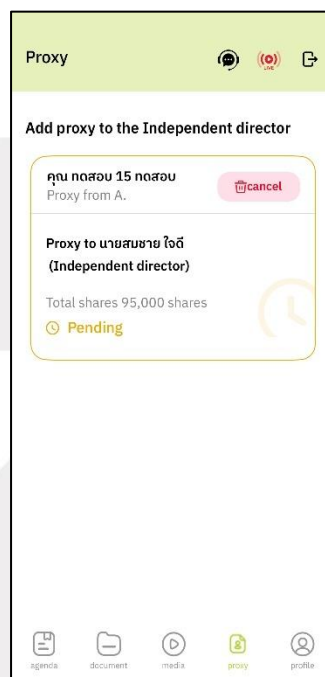 Proxy
LIVE
Add proxy to the Independent director
คุณ ทดสอบ 15 ทดสอบ
cancel
Proxy from A.
Proxy to นายสมชาย ใจดี
(Independent director)
Total shares 95,000 shares
Pending
agenda document media proxy profile